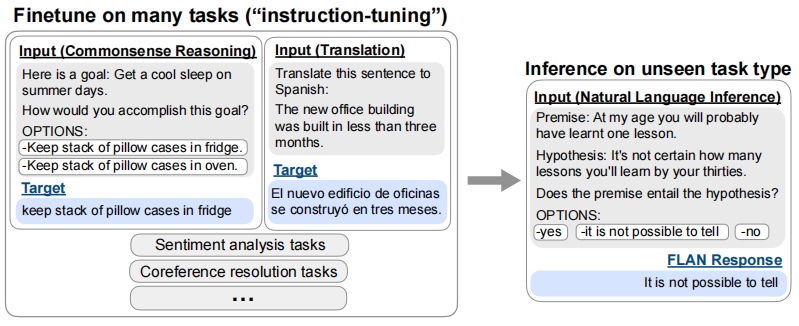 Finetune on many tasks (“instruction-tuning”)
Input (Commonsense Reasoning)
Here is a goal: Get a cool sleep on
summer days.
How would you accomplish this goal?
OPTIONS:
-Keep stack of pillow cases in fridge.
-Keep stack of pillow cases in oven.
Target
keep stack of pillow cases in fridge
Input (Translation)
Translate this sentence to
Spanish:
The new office building
was built in less than three
months.
Target
El nuevo edificio de oficinas
se construyó en tres meses.
Sentiment analysis tasks
Coreference resolution tasks
...
Inference on unseen task type
Input (Natural Language Inference)
Premise: At my age you will probably
have learnt one lesson.
Hypothesis: It's not certain how many
lessons you'll learn by your thirties.
Does the premise entail the hypothesis?
OPTIONS:
-yes -it is not possible to tell -no
FLAN Response
It is not possible to tell